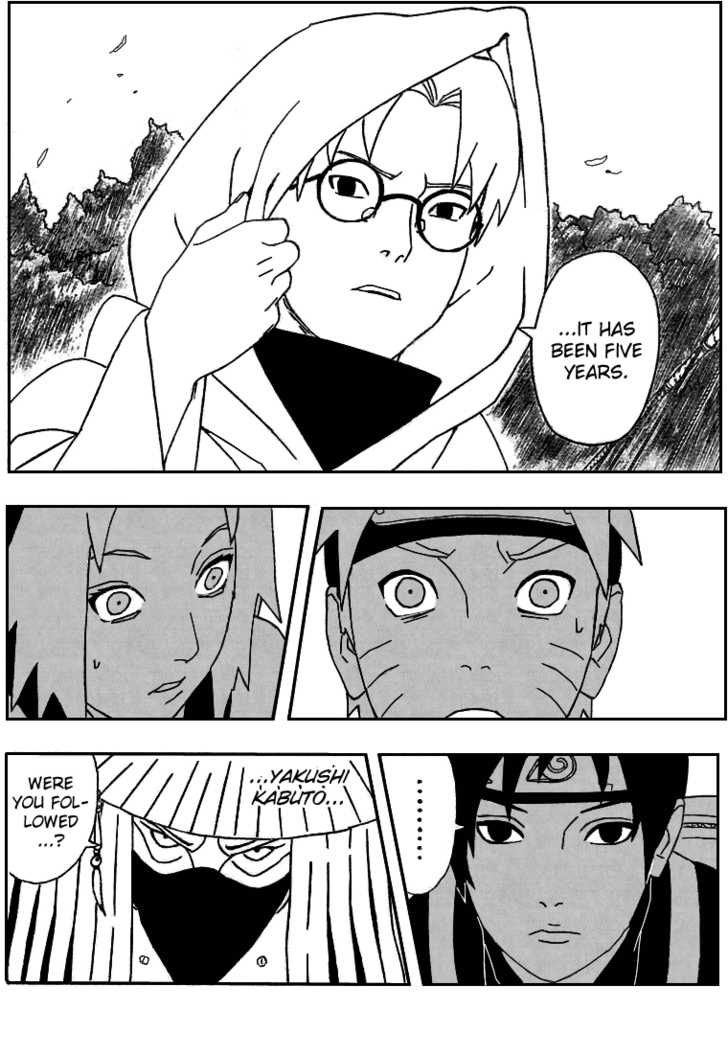 ...IT HAS
BEEN FIVE
YEARS.
........
...YAKUSHI
KABUTO...
WERE
YOU FOL-
LOWED
...?